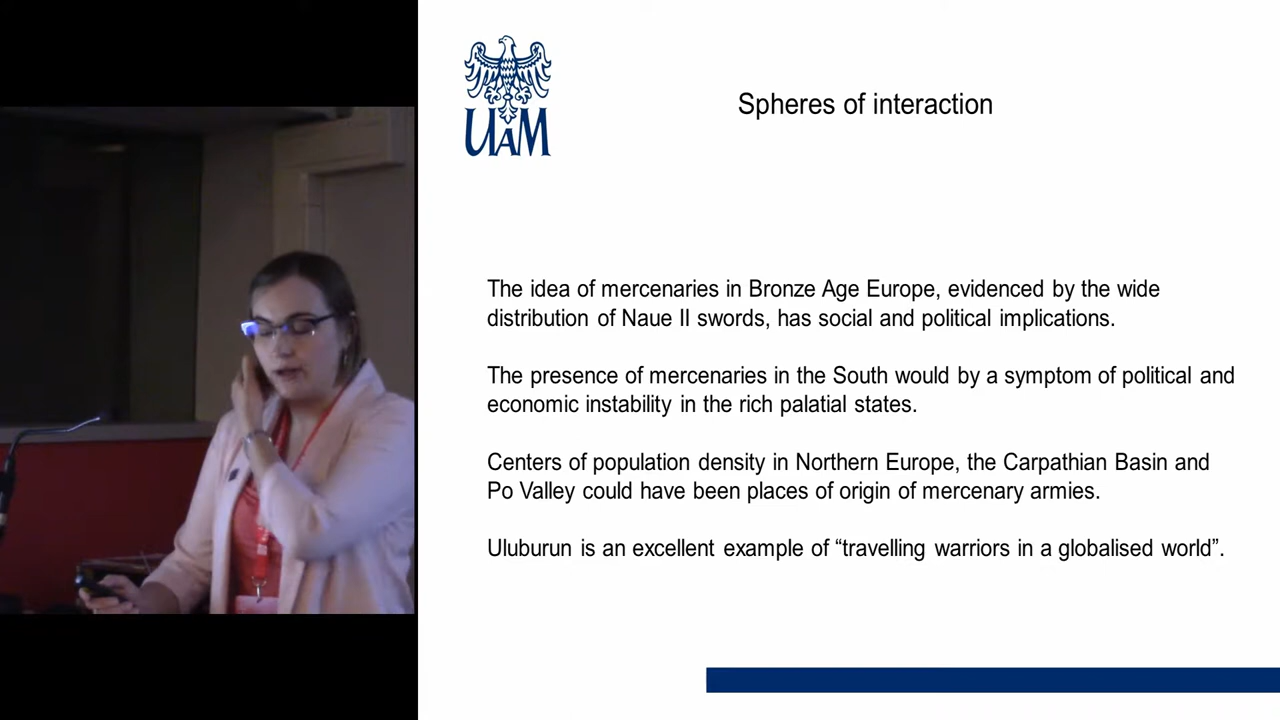 UAM
Spheres of interaction
The idea of mercenaries in Bronze Age Europe, evidenced by the wide
distribution of Naue II swords, has social and political implications.
The presence of mercenaries in the South would by a symptom of political and
economic instability in the rich palatial states.
Centers of population density in Northern Europe, the Carpathian Basin and
Po Valley could have been places of origin of mercenary armies.
Uluburun is an excellent example of “travelling warriors in a globalised world”.